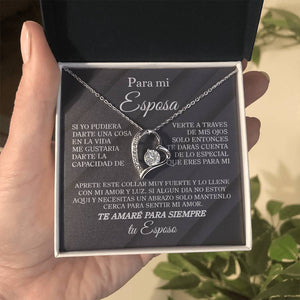 Para mi
Esposa
SI YO PUDIERA
DARTE UNA COSA
EN LA VIDA
ME GUSTARIA
DARTE LA
CAPACIDAD DE
VERTE A TRAVES
DE MIS OJOS
SOLO ENTONCES
TE DARAS CUENTA
DE LO ESPECIAL
QUE ERES PARA MI
APRETE ESTE COLLAR MUY FUERTE Y LO LLENE
CON MI AMOR Y LUZ. SI ALGUN DIA NO ESTOY
AQUI Y NECESITAS UN ABRAZO SOLO MANTENLO
CERCA PARA SENTIR MI AMOR.
TE AMARÉ PARA SIEMPRE
tu Esposo